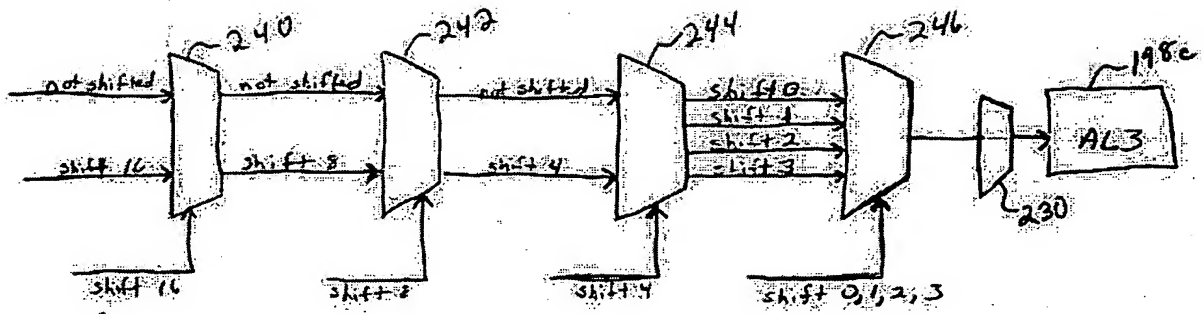 240
242
244
246
198c
not shifted
not shifted
not shifted
shift 0
shift 1
shift 2
shift 3
AL3
shift 16
shift 8
shift 4
230
shift 16
shift 8
shift 4
shift 0, 1, 2, 3